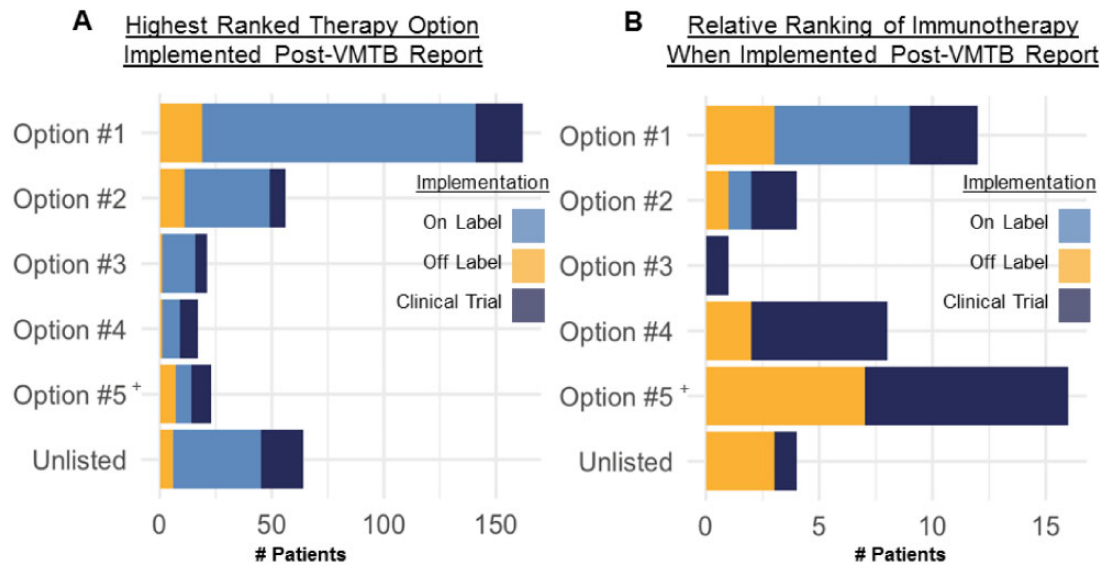 A
Highest Ranked Therapy Option
Implemented Post-VMTB Report
Option #1
Option #2
Option #3
Option #4
Option #5 +
Unlisted
Implementation
On Label
Off Label
Clinical Trial
0 50 100 150
# Patients
B
Relative Ranking of Immunotherapy
When Implemented Post-VMTB Report
Option #1
Option #2
Option #3
Option #4
Option #5 +
Unlisted
Implementation
On Label
Off Label
Clinical Trial
0 5 10 15
# Patients